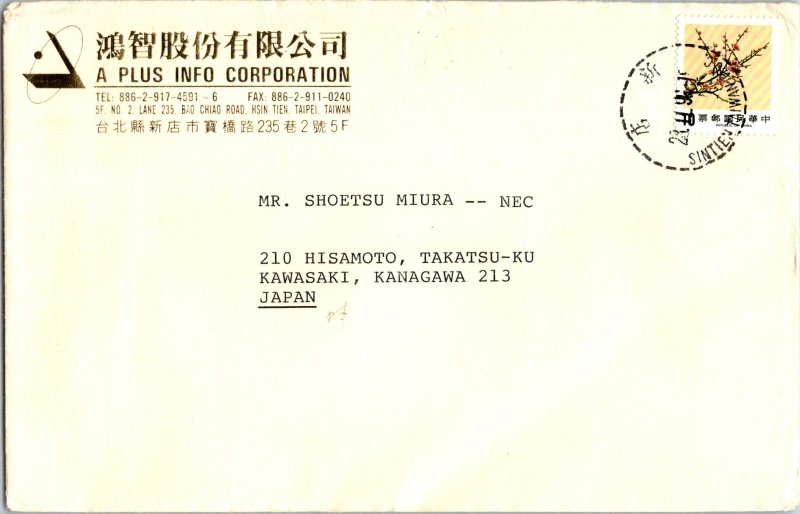 鴻智股份有限公司
A PLUS INFO CORPORATION
TEL: 886-2-917-4591 ~ 6 FAX: 886-2-911-0240
5F. NO. 2, LANE 235, BAO CHIAO ROAD, HSIN TIEN, TAIPEI, TAIWAN
台北縣新店市寶橋路235巷2號5F
新店
SINTIEN
票郵國民華中
MR. SHOETSU MIURA -- NEC
210 HISAMOTO, TAKATSU-KU
KAWASAKI, KANAGAWA 213
JAPAN